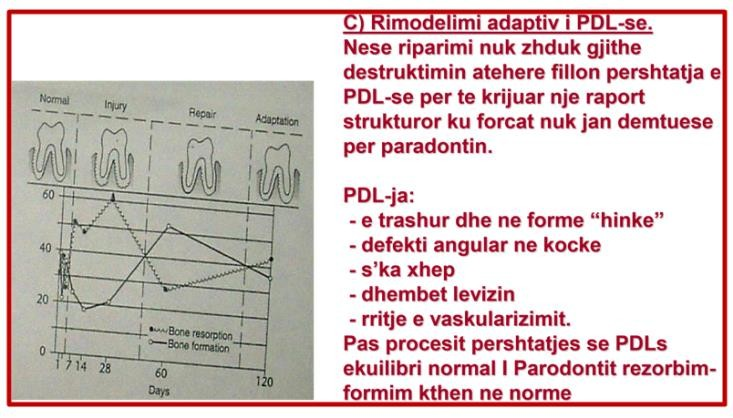 C) Rimodelimi adaptiv i PDL-se.
Nese riparimi nuk zhduk gjithe
destruktimin atehere fillon pershtatja e
PDL-se per te krijuar nje raport
strukturor ku forcat nuk jan demtuese
per paradontin.
PDL-ja:
- e trashur dhe ne forme “hinke”
- defekti angular ne kocke
- s’ka xhep
- dhembet levizin
- rritje e vaskularizimit.
Pas procesit pershtatjes se PDLs
ekuilibri normal I Parodontit rezorbim-
formim kthen ne norme
Normal Injury Repair Adaptation
60
40
20
0
Bone resorption
Bone formation
1 7 14 28 60 120
Days